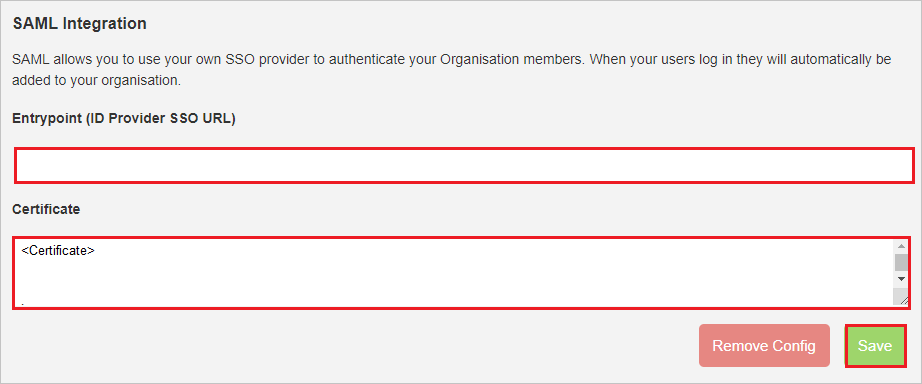 SAML Integration
SAML allows you to use your own SSO provider to authenticate your Organisation members. When your users log in they will automatically be
added to your organisation.
Entrypoint (ID Provider SSO URL)
Certificate
<Certificate>
.
Remove Config Save